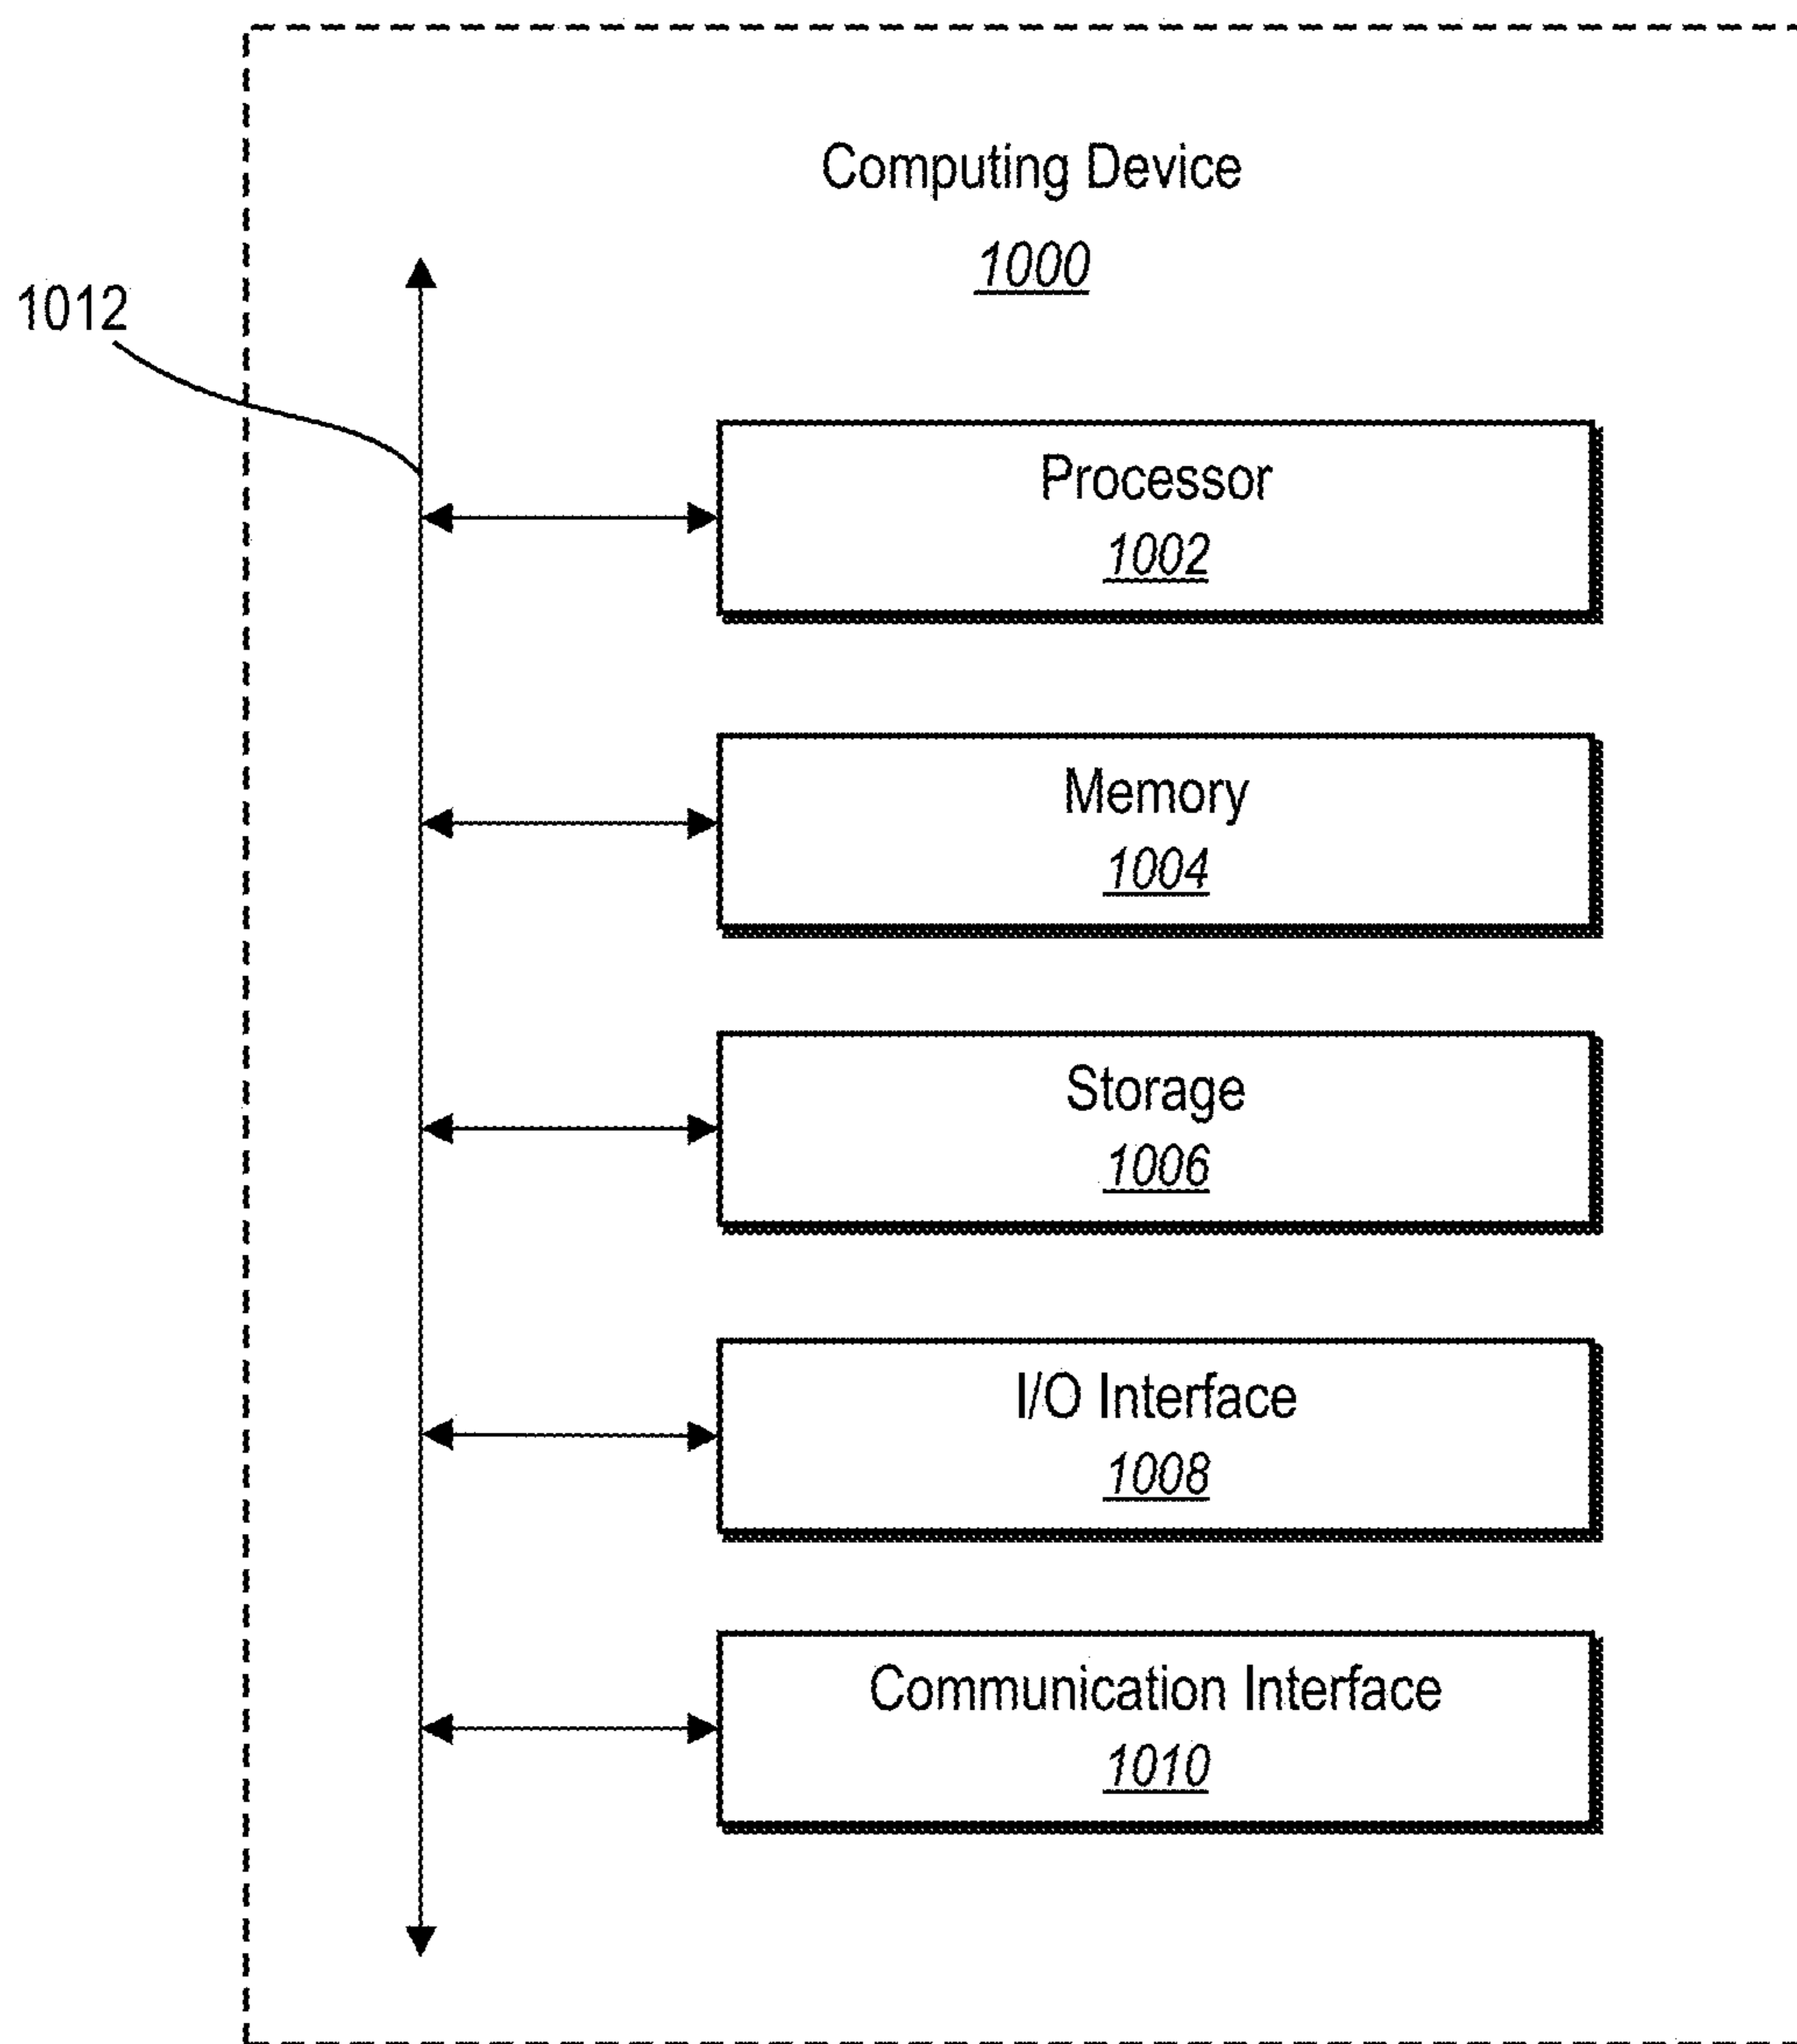 Computing Device
1000
1012
Processor
1002
Memory
1004
Storage
1006
I/O Interface
1008
Communication Interface
1010